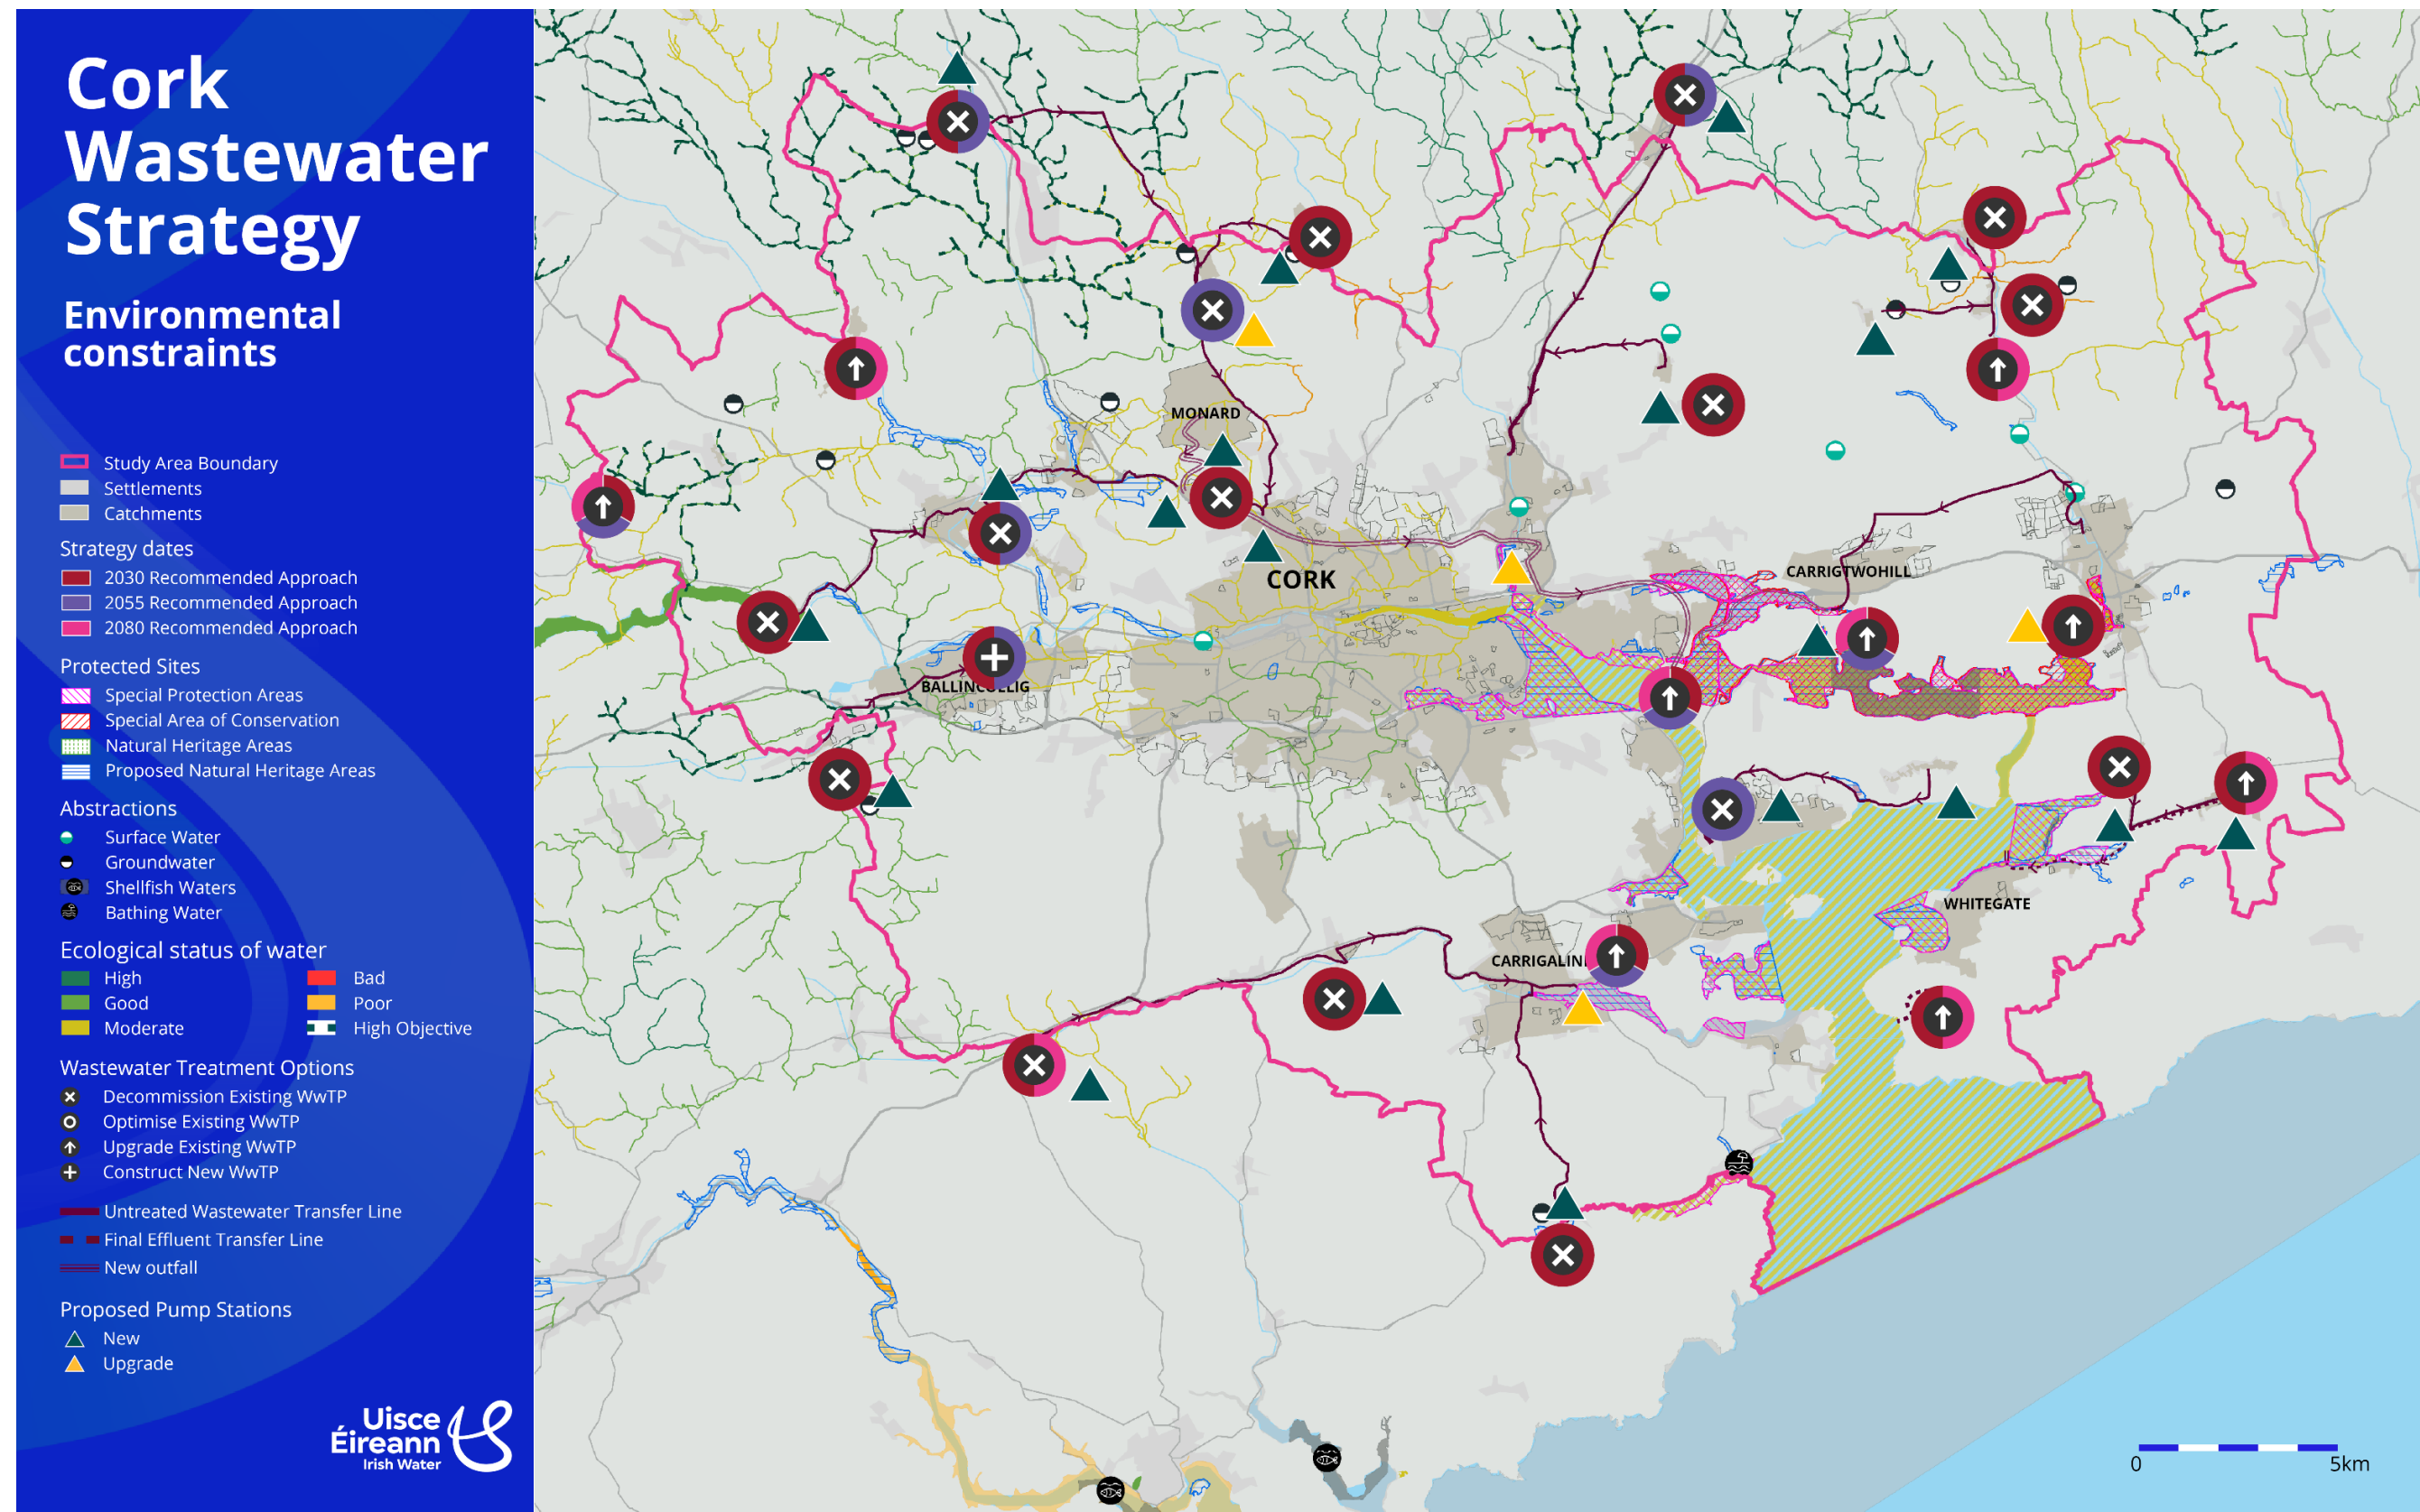 Cork
Wastewater
Strategy
Environmental
constraints
Study Area Boundary
Settlements
Catchments
Strategy dates
2030 Recommended Approach
2055 Recommended Approach
2080 Recommended Approach
Protected Sites
Special Protection Areas
Special Area of Conservation
Natural Heritage Areas
Proposed Natural Heritage Areas
Abstractions
Surface Water
Groundwater
Shellfish Waters
Bathing Water
Ecological status of water
High
Bad
Good
Poor
Moderate
High Objective
Wastewater Treatment Options
Decommission Existing WwTP
Optimise Existing WwTP
Upgrade Existing WwTP
Construct New WwTP
Untreated Wastewater Transfer Line
Final Effluent Transfer Line
New outfall
Proposed Pump Stations
New
Upgrade
Uisce
Éireann
Irish Water
MONARD
CORK
CARRIGTWOHILL
BALLINCOLLIG
WHITEGATE
CARRIGALIN
0 5km